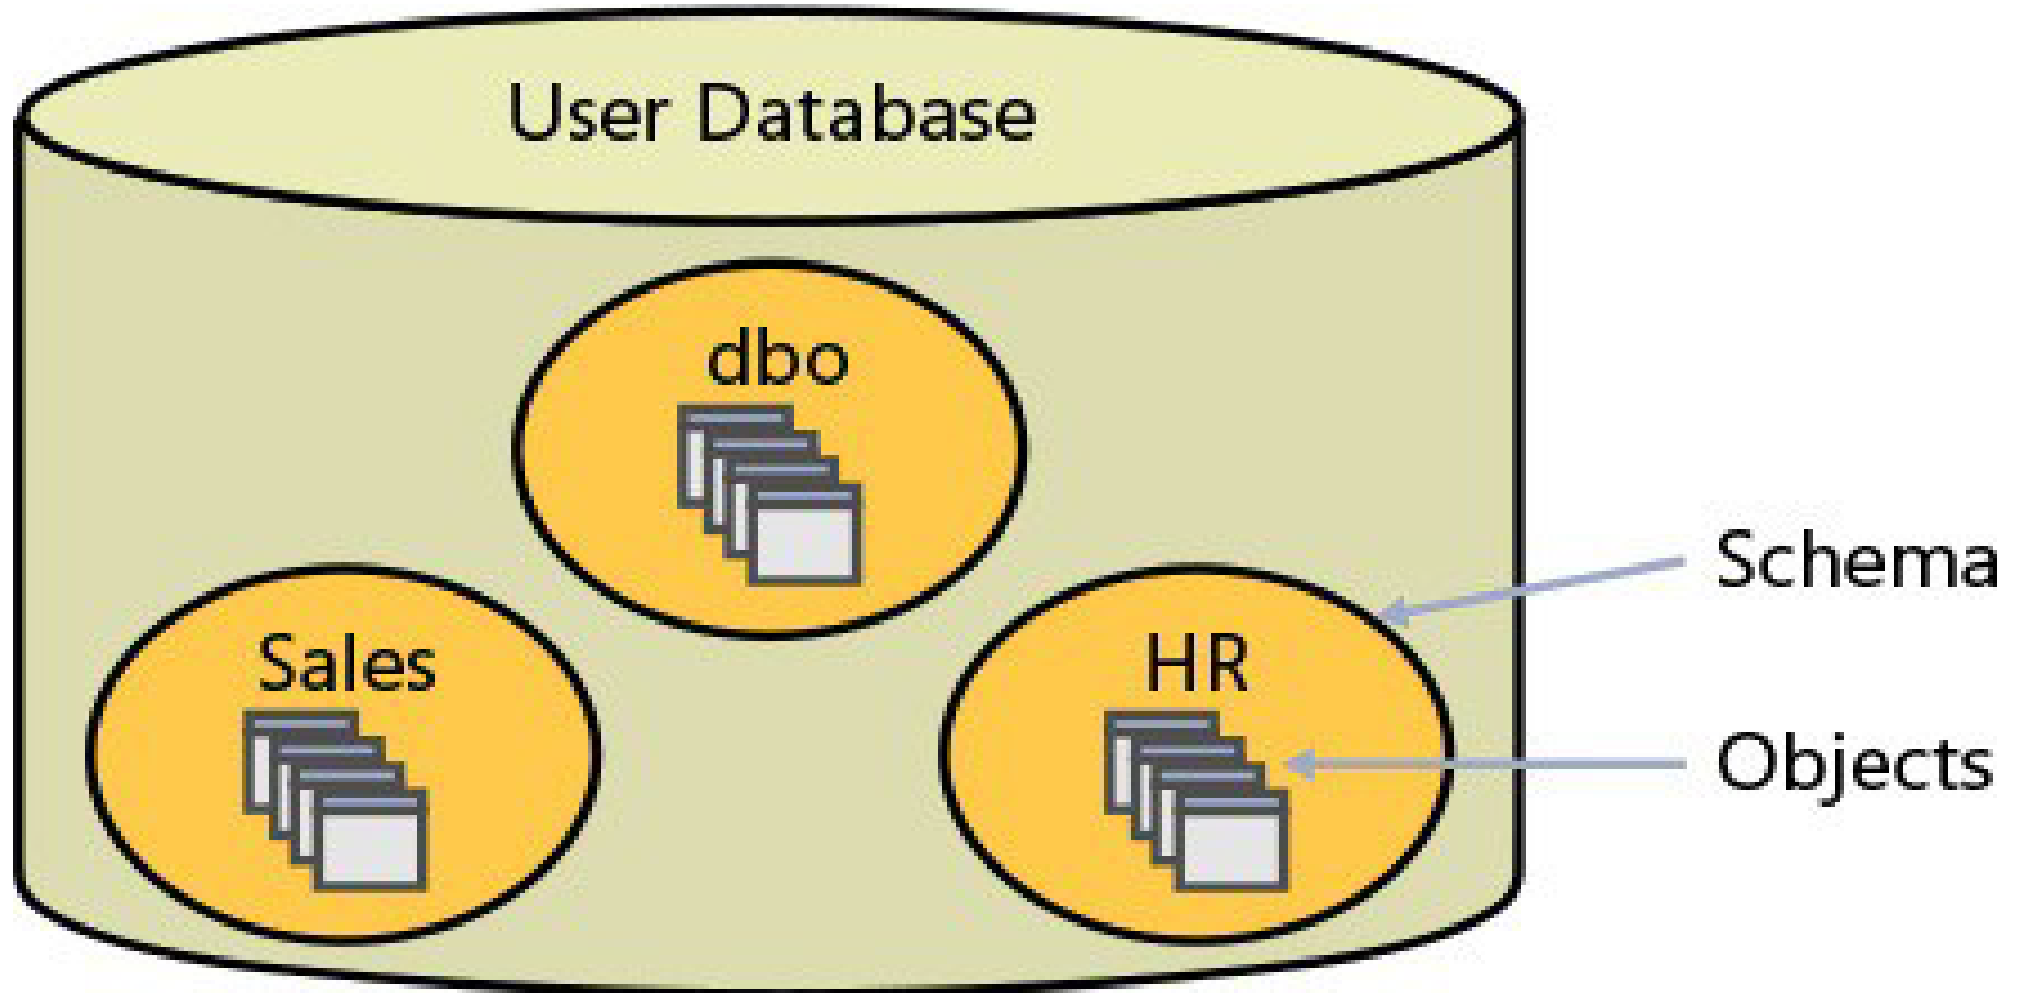 User Database
dbo
Sales
HR
Schema
Objects